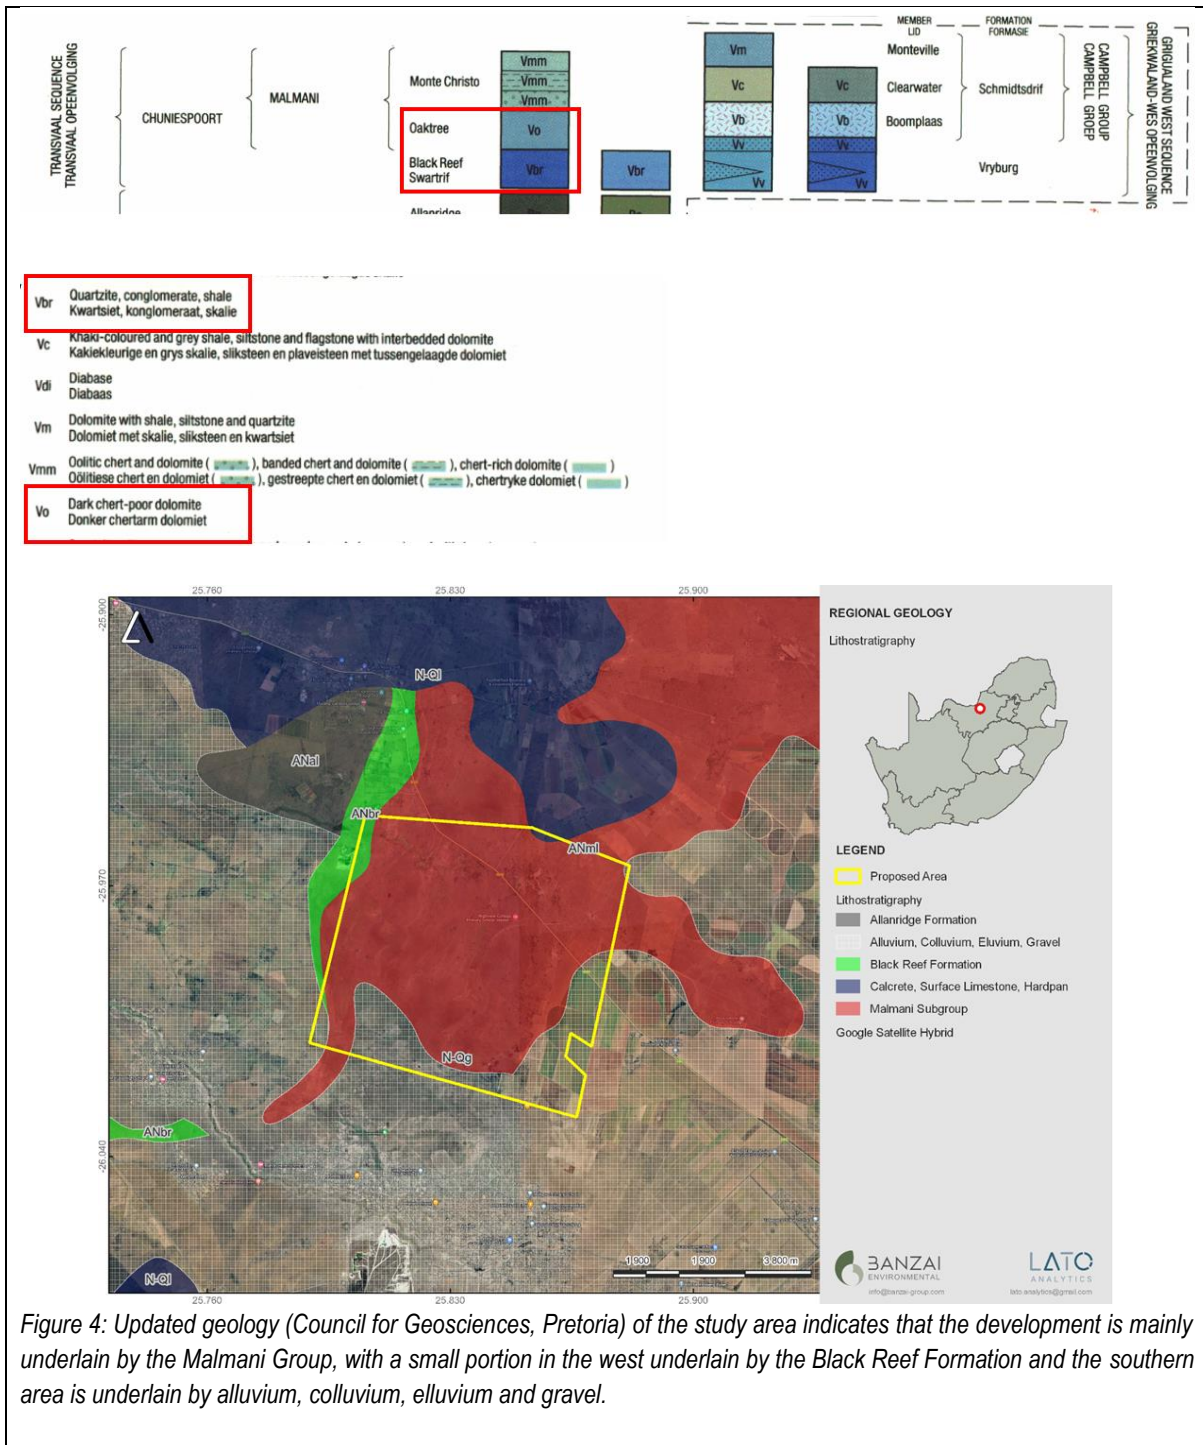 TRANSVAAL SEQUENCE
TRANSVAAL OPEENVOLGING
CHUNIESPOORT
MALMANI
Monte Christo
Oaktree
Black Reef
Swartrif
Allanridge
Vmm
Vmm
Vmm
Vo
Vbr
Vbr
MEMBER
LID
FORMATION
FORMASIE
Vm
Vc
Vb
Vv
Vv
Vc
Vb
Vv
Vv
Monteville
Clearwater
Boomplaas
Schmidtsdrif
Vryburg
CAMPBELL GROUP
CAMPBELL GROEP
GRIQUALAND WEST SEQUENCE
GRIEKWALAND-WES OPEENVOLGING
Vbr Quartzite, conglomerate, shale
Kwartsiet, konglomeraat, skalie
Vc Khaki-coloured and grey shale, siltstone and flagstone with interbedded dolomite
Kakiekleurige en grys skalie, sliksteen en plaveisteen met tussengelaagde dolomiet
Vdi Diabase
Diabaas
Vm Dolomite with shale, siltstone and quartzite
Dolomiet met skalie, sliksteen en kwartsiet
Vmm Oolitic chert and dolomite ( ), banded chert and dolomite ( ), chert-rich dolomite ( )
Oölitiese chert en dolomiet ( ), gestreepte chert en dolomiet ( ), chertryke dolomiet ( )
Vo Dark chert-poor dolomite
Donker chertarm dolomiet
25.760 25.830 25.900
-25.900
-25.970
-26.040
N-Ql
ANal
ANbr
ANml
N-Qg
ANbr
N-Ql
1 900 1 900 3 800 m
25.760 25.830 25.900
REGIONAL GEOLOGY
Lithostratigraphy
LEGEND
Proposed Area
Lithostratigraphy
Allanridge Formation
Alluvium, Colluvium, Eluvium, Gravel
Black Reef Formation
Calcrete, Surface Limestone, Hardpan
Malmani Subgroup
Google Satellite Hybrid
BANZAI
ENVIRONMENTAL
info@banzai-group.com
LATO
ANALYTICS
lato.analytics@gmail.com
Figure 4: Updated geology (Council for Geosciences, Pretoria) of the study area indicates that the development is mainly
underlain by the Malmani Group, with a small portion in the west underlain by the Black Reef Formation and the southern
area is underlain by alluvium, colluvium, elluvium and gravel.